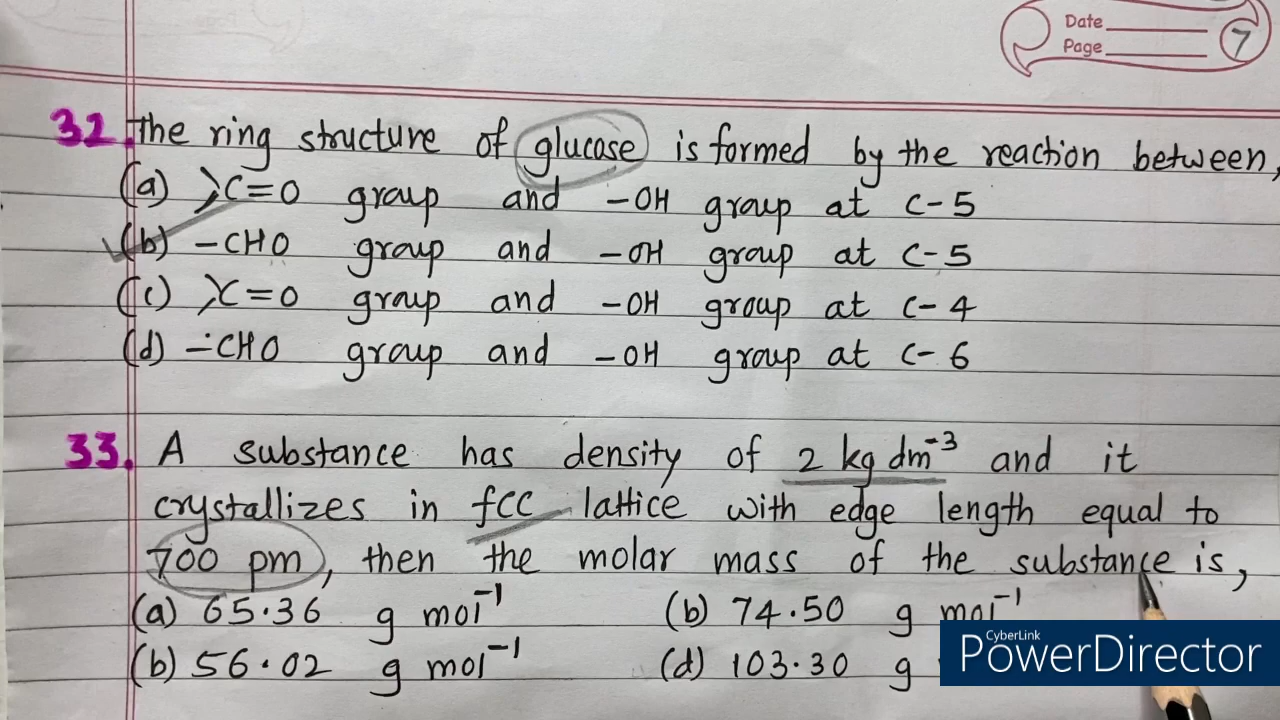 Date
Page
7
32. The ring structure of glucose is formed by the reaction between,
(a) >C=O group and -OH group at C-5
(b) -CHO group and -OH group at C-5
(c) >C=O group and -OH group at C-4
(d) -CHO group and -OH group at C-6
33. A substance has density of 2 kg dm⁻³ and it
crystallizes in fcc lattice with edge length equal to
700 pm, then the molar mass of the substance is,
(a) 65.36 g mol⁻¹ (b) 74.50 g mol⁻¹
(b) 56.02 g mol⁻¹ (d) 103.30 g
CyberLink
PowerDirector